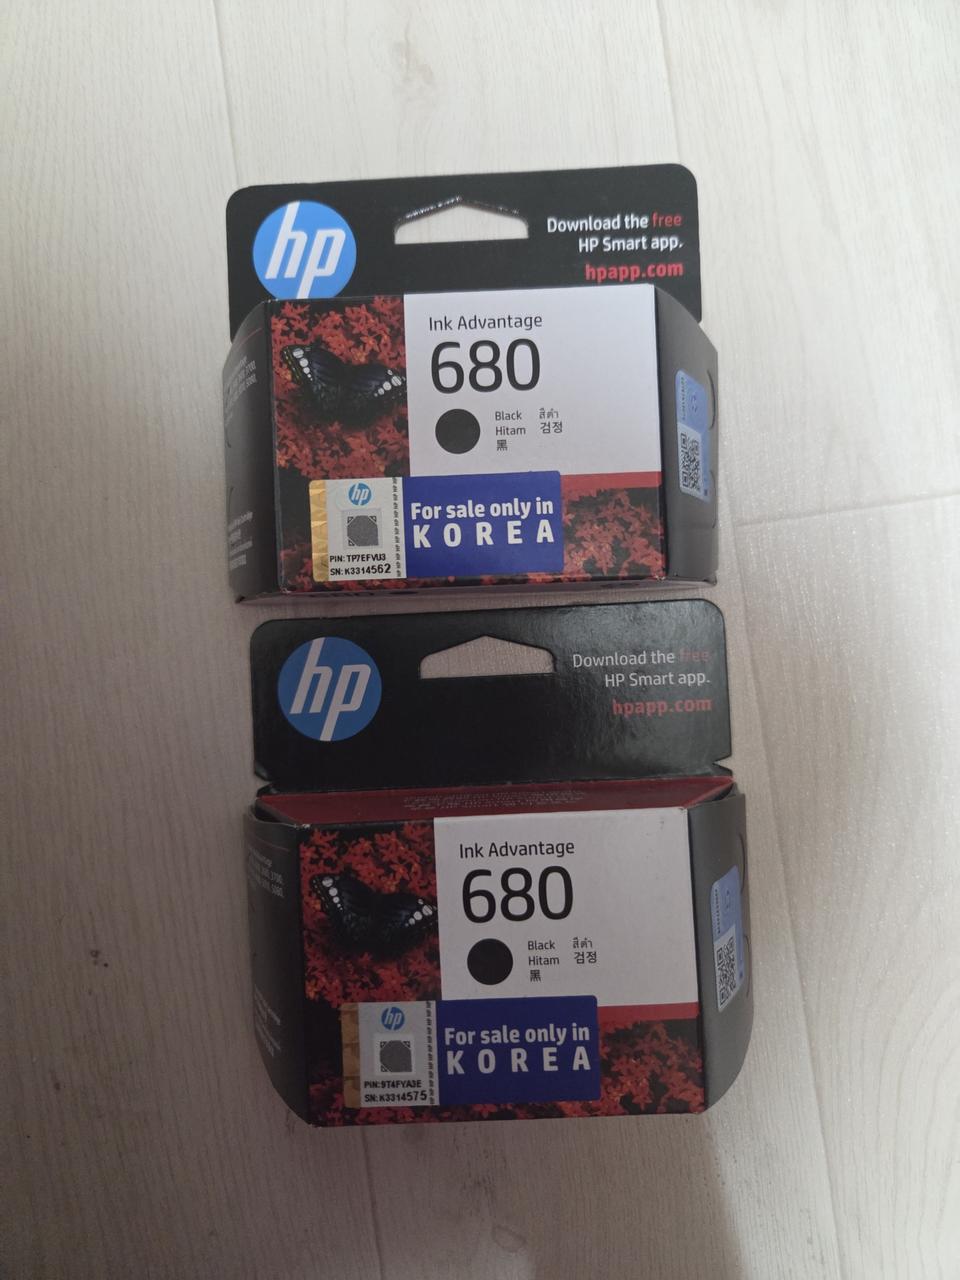 hp
Download the free
HP Smart app.
hpapp.com
Ink Advantage
680
Black สีดำ
Hitam 검정
黑
hp
PIN: TP7EFVU3
SN: K3314562
For sale only in
KOREA
hp
Download the free
HP Smart app.
hpapp.com
Ink Advantage
680
Black สีดำ
Hitam 검정
黑
hp
PIN: 9T4FYA3E
SN: K3314575
For sale only in
KOREA